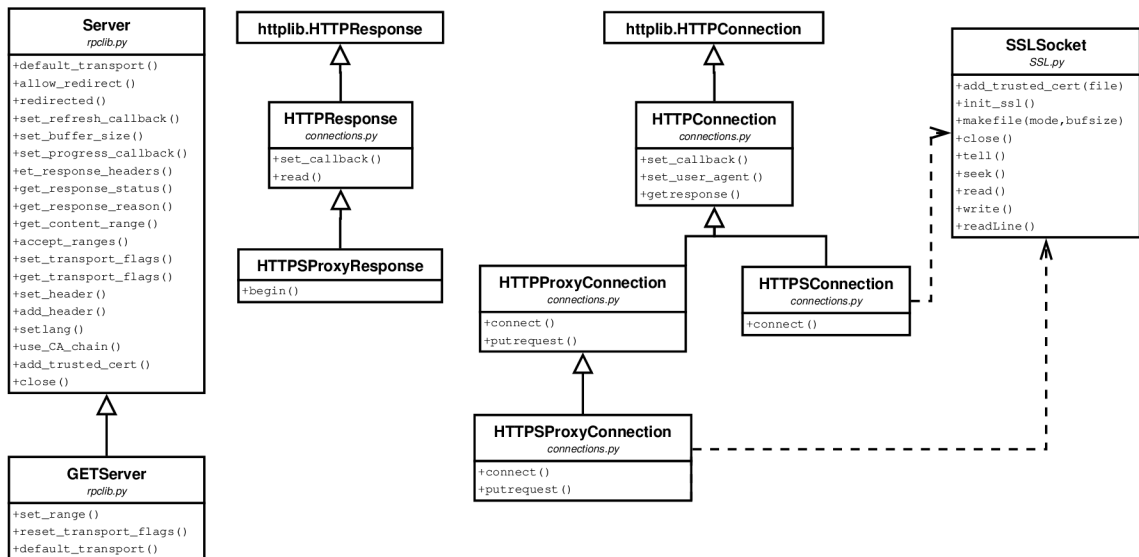 Server
rpclib.py
+default_transport()
+allow_redirect()
+redirected()
+set_refresh_callback()
+set_buffer_size()
+set_progress_callback()
+et_response_headers()
+get_response_status()
+get_response_reason()
+get_content_range()
+accept_ranges()
+set_transport_flags()
+get_transport_flags()
+set_header()
+add_header()
+setlang()
+use_CA_chain()
+add_trusted_cert()
+close()
GETServer
rpclib.py
+set_range()
+reset_transport_flags()
+default_transport()
httplib.HTTPResponse
HTTPResponse
connections.py
+set_callback()
+read()
HTTPSProxyResponse
+begin()
httplib.HTTPConnection
HTTPConnection
connections.py
+set_callback()
+set_user_agent()
+getresponse()
HTTPProxyConnection
connections.py
+connect()
+putrequest()
HTTPSConnection
connections.py
+connect()
HTTPSProxyConnection
connections.py
+connect()
+putrequest()
SSLSocket
SSL.py
+add_trusted_cert(file)
+init_ssl()
+makefile(mode,bufsize)
+close()
+tell()
+seek()
+read()
+write()
+readLine()